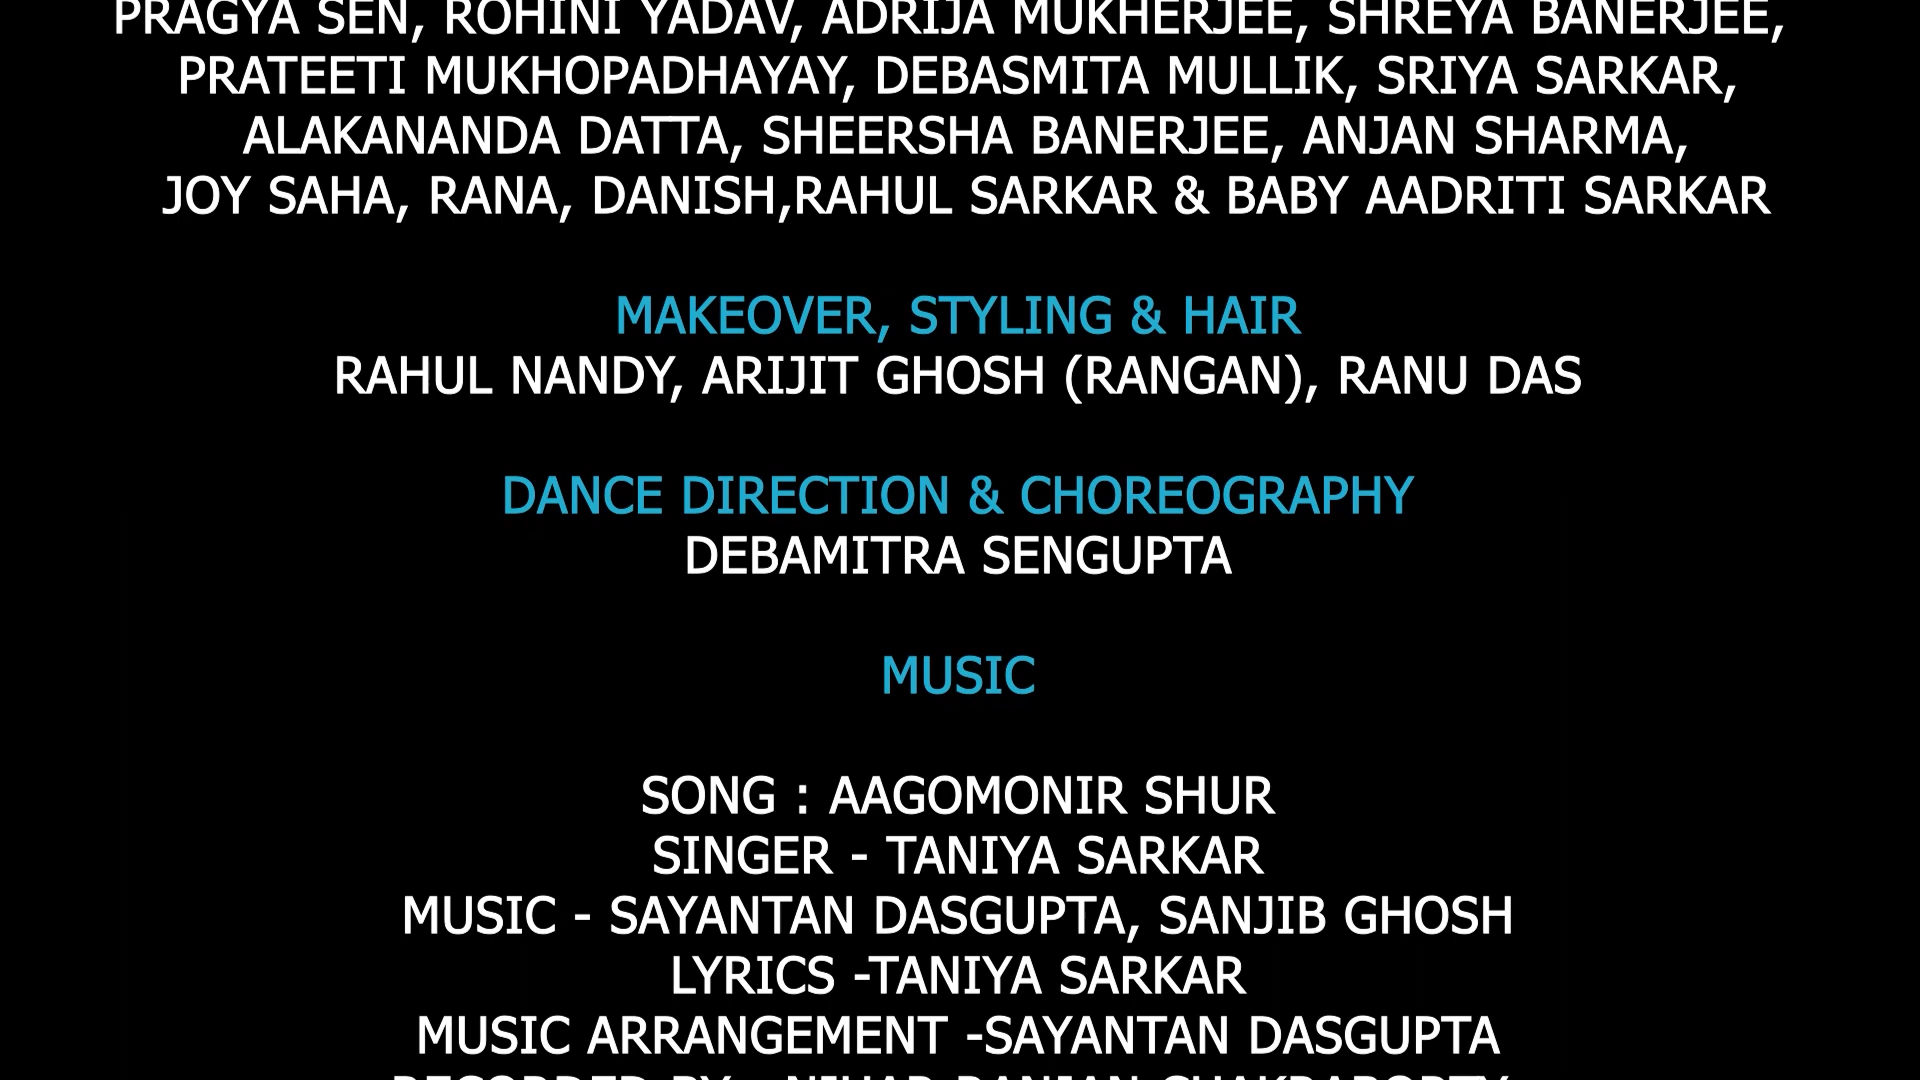 PRAGYA SEN, ROHINI YADAV, ADRIJA MUKHERJEE, SHREYA BANERJEE,
PRATEETI MUKHOPADHAYAY, DEBASMITA MULLIK, SRIYA SARKAR,
ALAKANANDA DATTA, SHEERSHA BANERJEE, ANJAN SHARMA,
JOY SAHA, RANA, DANISH,RAHUL SARKAR & BABY AADRITI SARKAR
MAKEOVER, STYLING & HAIR
RAHUL NANDY, ARIJIT GHOSH (RANGAN), RANU DAS
DANCE DIRECTION & CHOREOGRAPHY
DEBAMITRA SENGUPTA
MUSIC
SONG : AAGOMONIR SHUR
SINGER - TANIYA SARKAR
MUSIC - SAYANTAN DASGUPTA, SANJIB GHOSH
LYRICS -TANIYA SARKAR
MUSIC ARRANGEMENT -SAYANTAN DASGUPTA